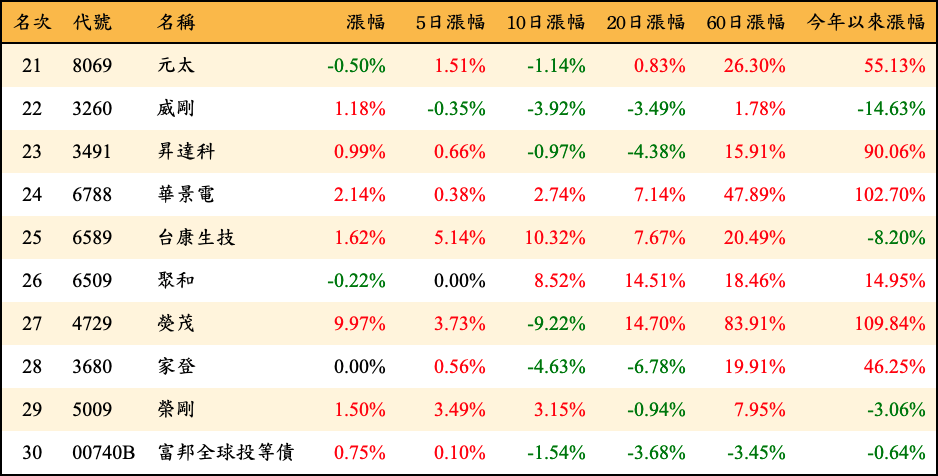 名次 代號 名稱 漲幅 5日漲幅 10日漲幅 20日漲幅 60日漲幅 今年以來漲幅
21 8069 元太 -0.50% 1.51% -1.14% 0.83% 26.30% 55.13%
22 3260 威剛 1.18% -0.35% -3.92% -3.49% 1.78% -14.63%
23 3491 昇達科 0.99% 0.66% -0.97% -4.38% 15.91% 90.06%
24 6788 華景電 2.14% 0.38% 2.74% 7.14% 47.89% 102.70%
25 6589 台康生技 1.62% 5.14% 10.32% 7.67% 20.49% -8.20%
26 6509 聚和 -0.22% 0.00% 8.52% 14.51% 18.46% 14.95%
27 4729 熒茂 9.97% 3.73% -9.22% 14.70% 83.91% 109.84%
28 3680 家登 0.00% 0.56% -4.63% -6.78% 19.91% 46.25%
29 5009 榮剛 1.50% 3.49% 3.15% -0.94% 7.95% -3.06%
30 00740B 富邦全球投等債 0.75% 0.10% -1.54% -3.68% -3.45% -0.64%